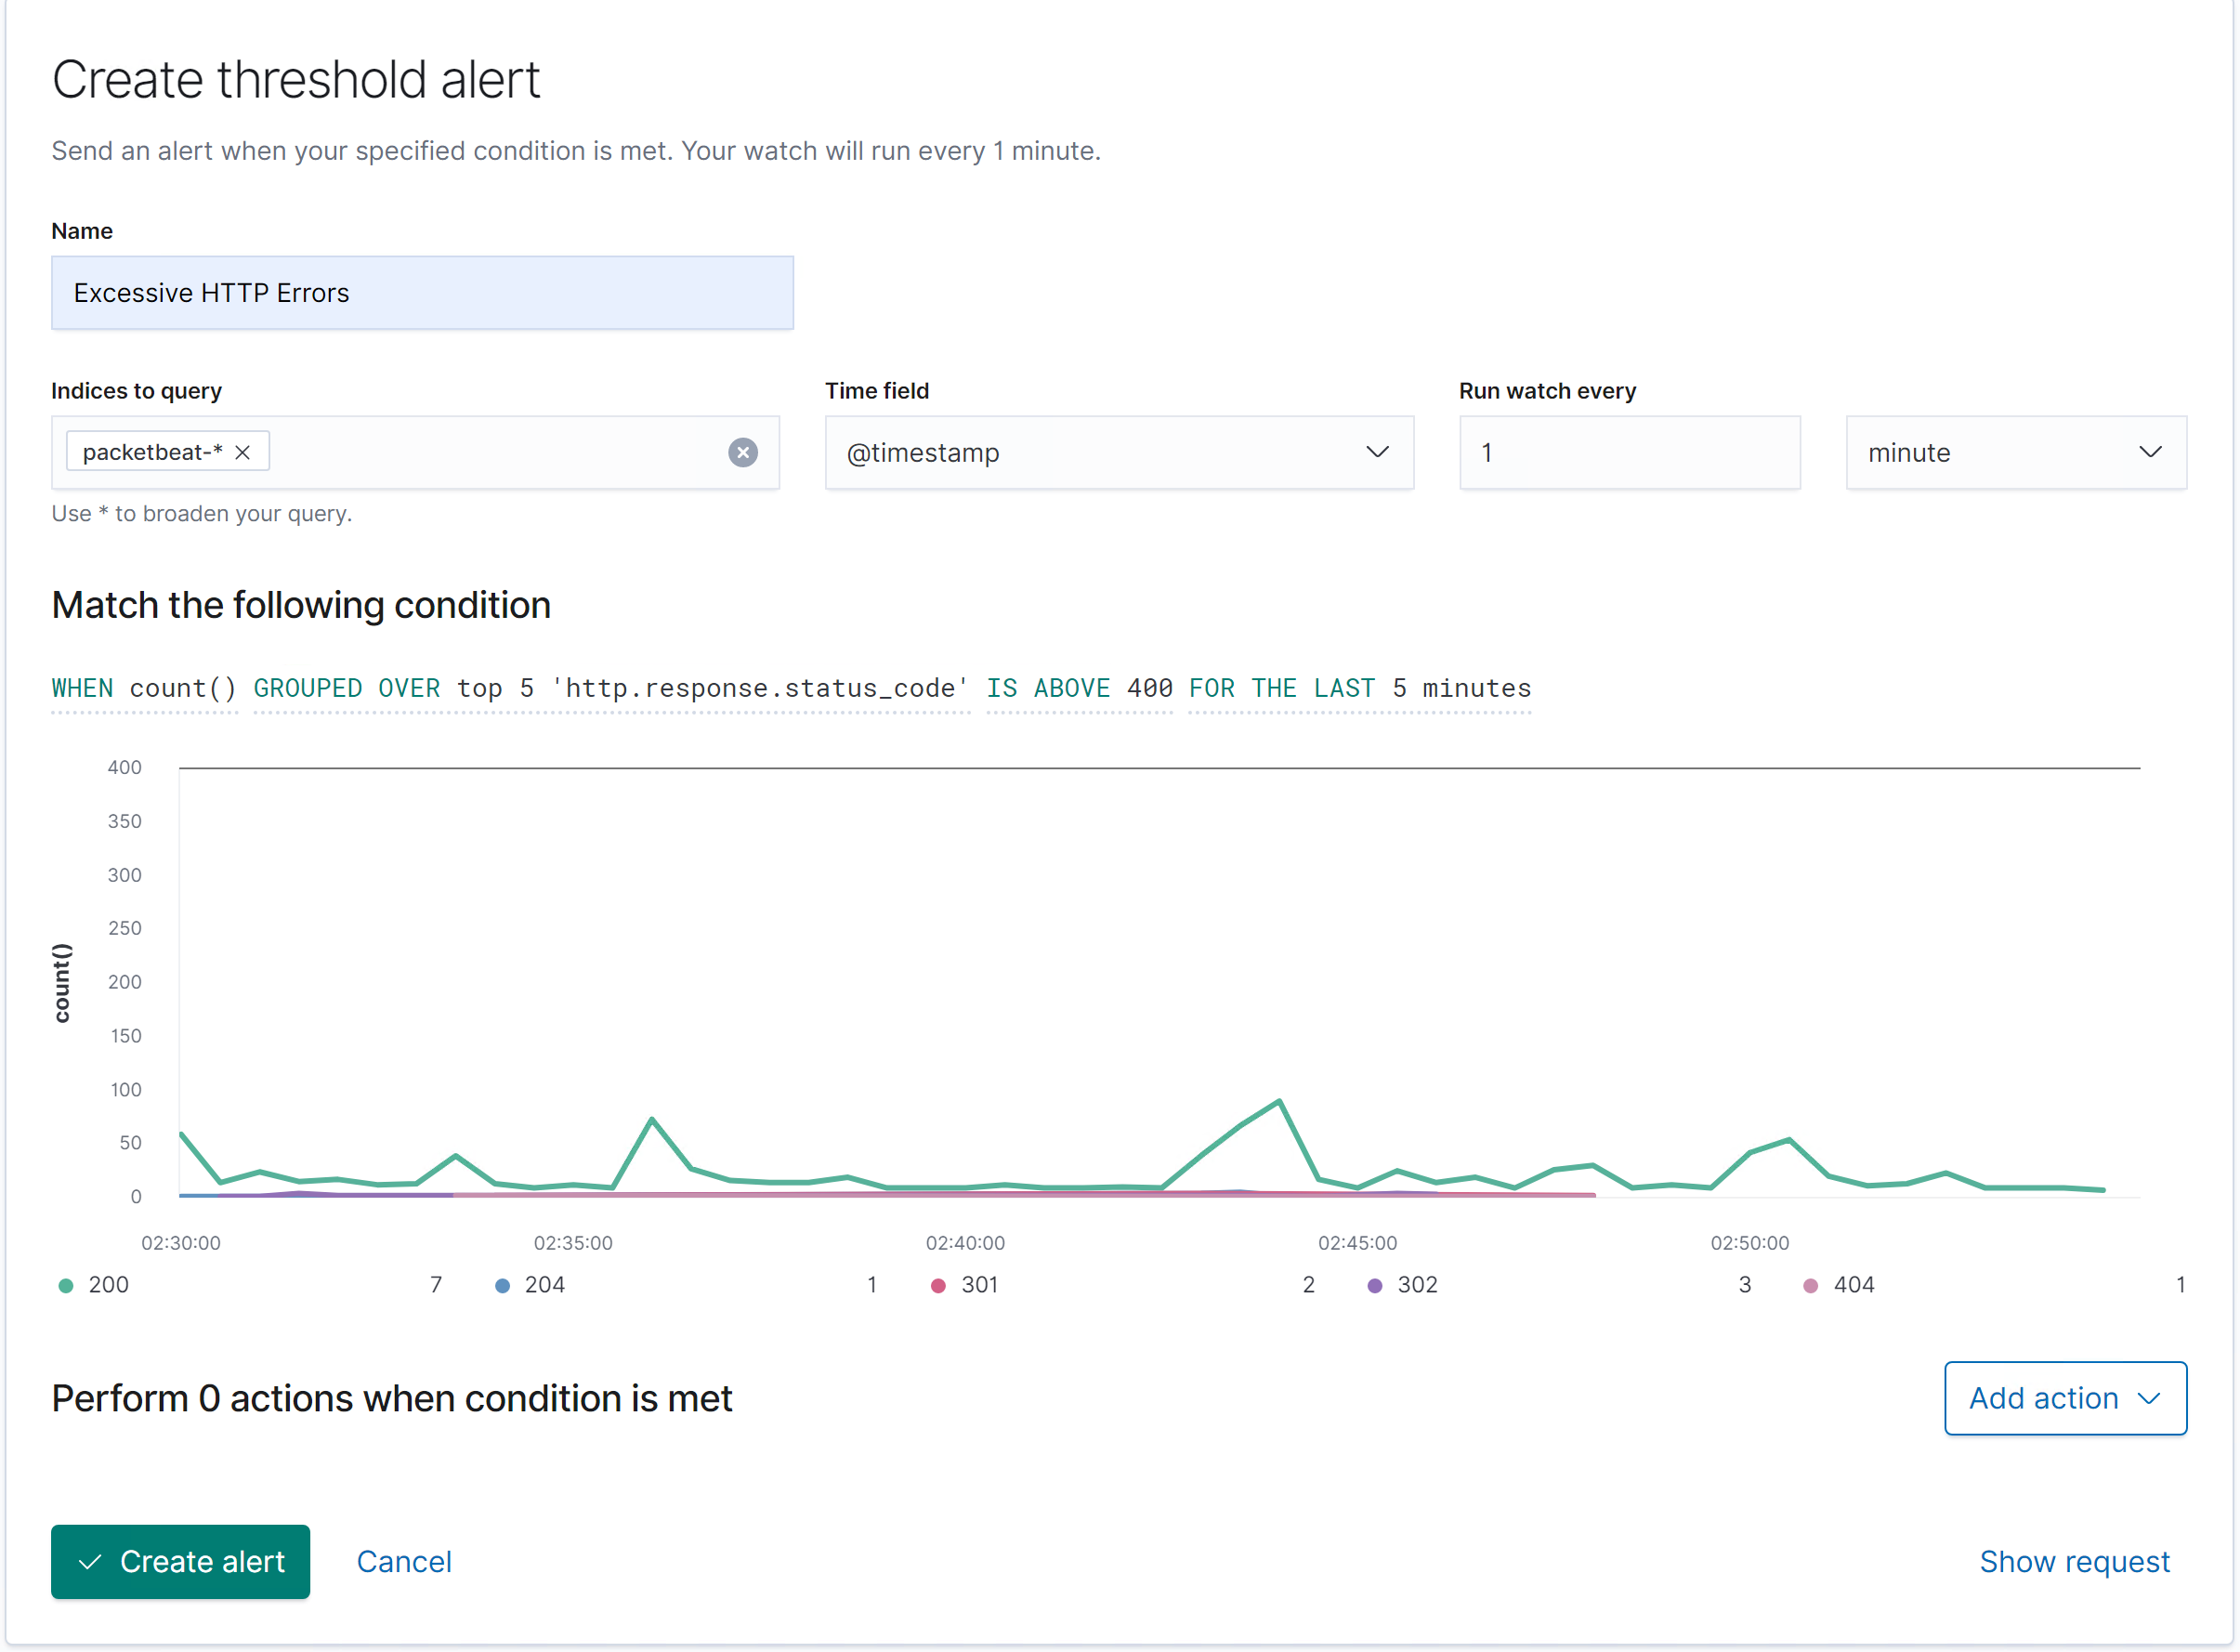 Create threshold alert
Send an alert when your specified condition is met. Your watch will run every 1 minute.
Name
Excessive HTTP Errors
Indices to query Time field Run watch every
packetbeat-* @timestamp 1 minute
Use * to broaden your query.
Match the following condition
WHEN count() GROUPED OVER top 5 'http.response.status_code' IS ABOVE 400 FOR THE LAST 5 minutes
400
350
300
250
200
150
100
50
0
count()
02:30:00 02:35:00 02:40:00 02:45:00 02:50:00
200 7 204 1 301 2 302 3 404 1
Perform 0 actions when condition is met Add action
Create alert Cancel Show request